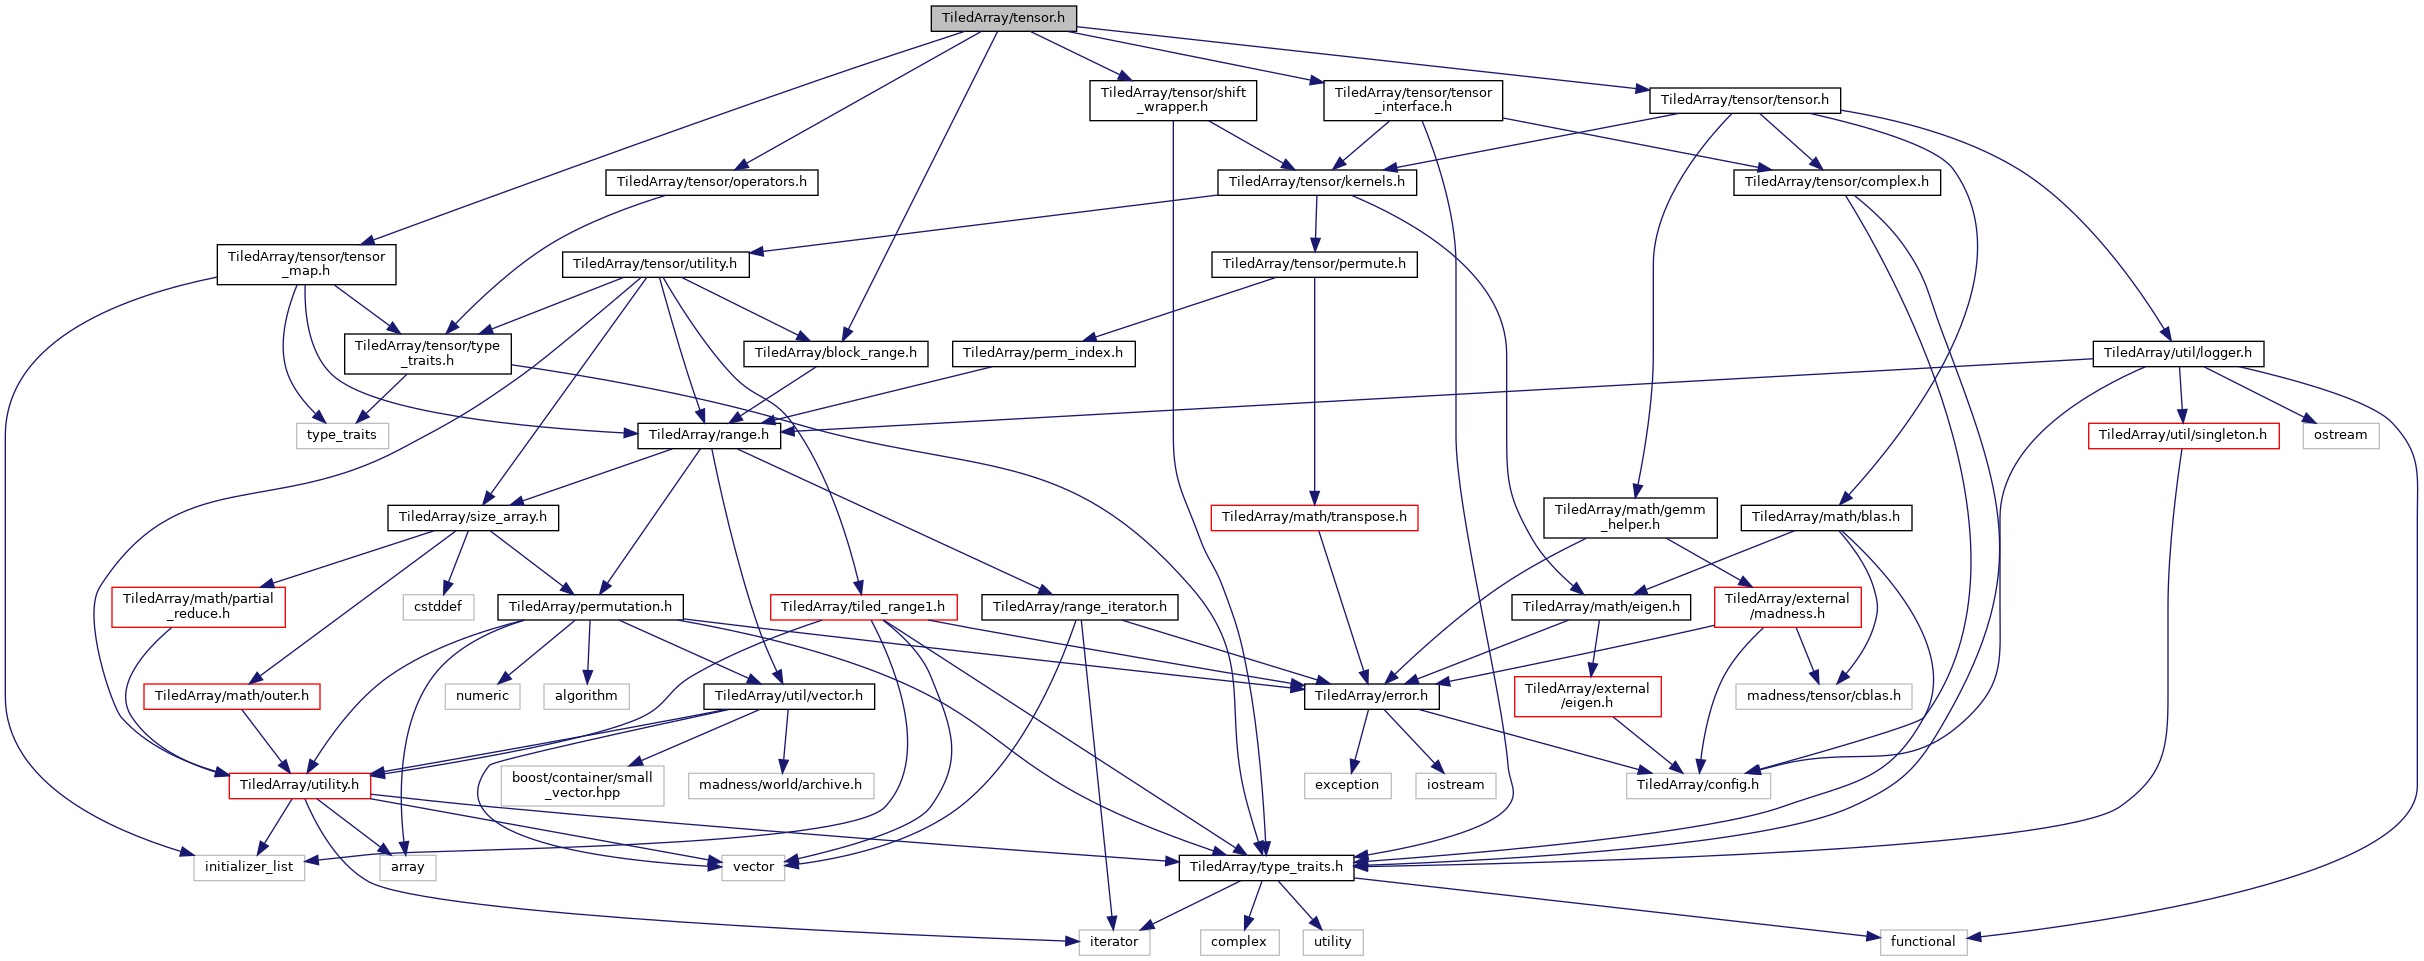 TiledArray/tensor.h
TiledArray/tensor/shift
_wrapper.h
TiledArray/tensor/tensor
_interface.h
TiledArray/tensor/tensor.h
TiledArray/tensor/operators.h
TiledArray/tensor/kernels.h
TiledArray/tensor/complex.h
TiledArray/tensor/tensor
_map.h
TiledArray/tensor/utility.h
TiledArray/tensor/permute.h
TiledArray/tensor/type
_traits.h
TiledArray/block_range.h
TiledArray/perm_index.h
TiledArray/util/logger.h
type_traits
TiledArray/range.h
TiledArray/util/singleton.h
ostream
TiledArray/size_array.h
TiledArray/math/transpose.h
TiledArray/math/gemm
_helper.h
TiledArray/math/blas.h
TiledArray/math/partial
_reduce.h
cstddef
TiledArray/permutation.h
TiledArray/tiled_range1.h
TiledArray/range_iterator.h
TiledArray/math/eigen.h
TiledArray/external
/madness.h
TiledArray/math/outer.h
numeric
algorithm
TiledArray/util/vector.h
TiledArray/error.h
TiledArray/external
/eigen.h
madness/tensor/cblas.h
TiledArray/utility.h
boost/container/small
_vector.hpp
madness/world/archive.h
exception
iostream
TiledArray/config.h
initializer_list
array
vector
TiledArray/type_traits.h
iterator
complex
utility
functional